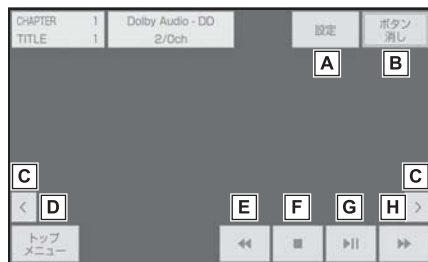 CHAPTER 1
TITLE 1
Dolby Audio - DD
2/0ch
設定
ボタン
消し
A
B
C
C
< D
E
F
G
H >
トップ
メニュー